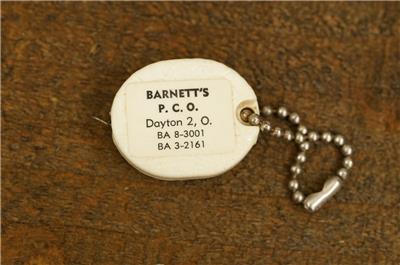 BARNETT'S
P. C. O.
Dayton 2, O.
BA 8-3001
BA 3-2161